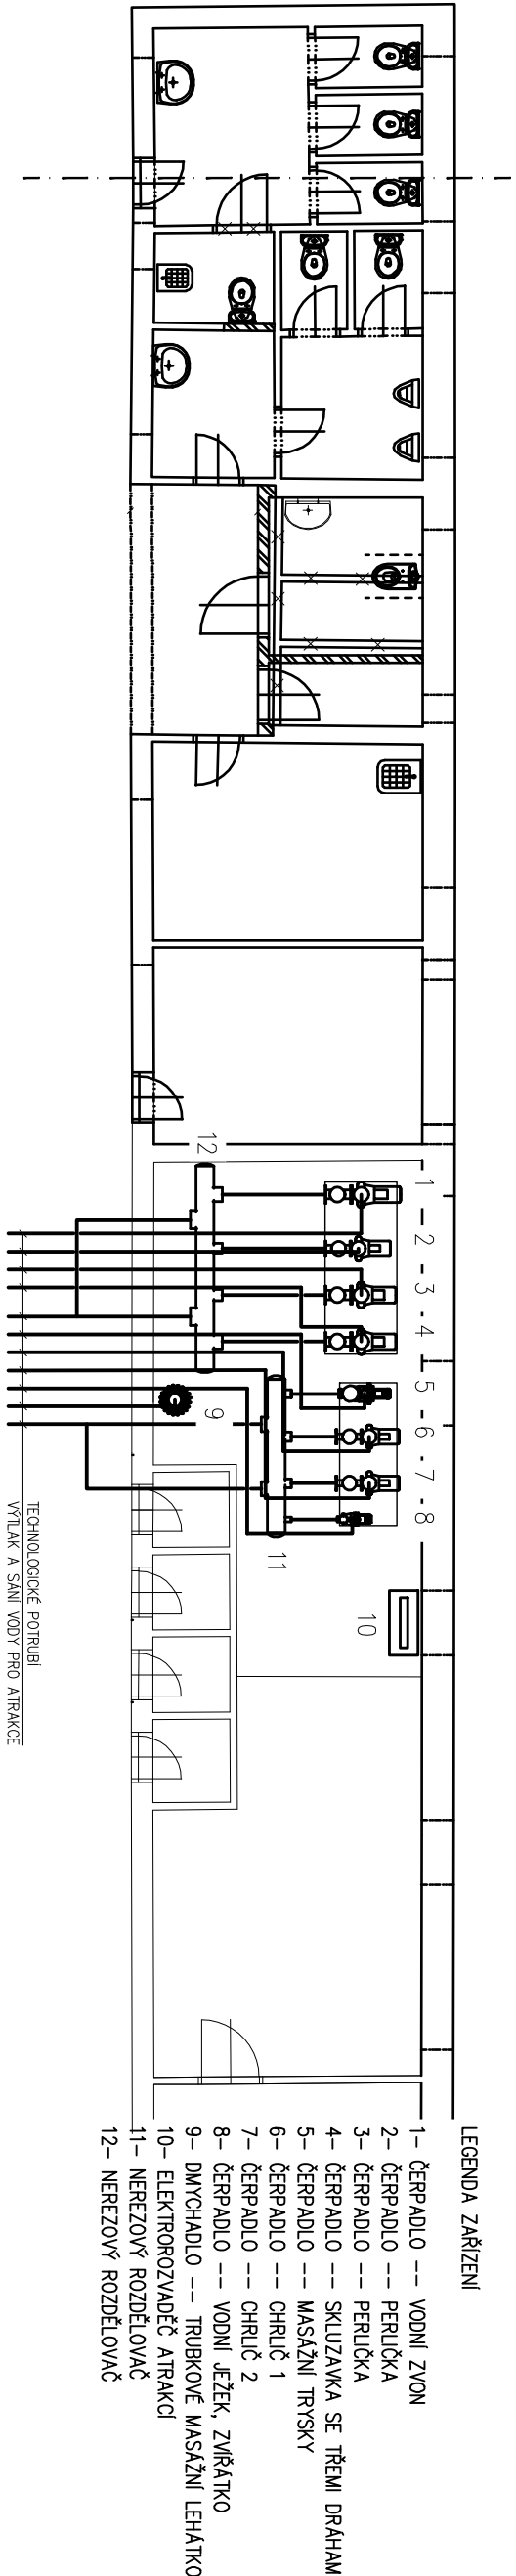 12
1 - 2 - 3 - 4 - 5 - 6 - 7 - 8
9
11
10
TECHNOLOGICKÉ POTRUBÍ
VÝTLAK A SÁNÍ VODY PRO ATRAKCE
LEGENDA ZAŘÍZENÍ
1- ČERPADLO -- VODNÍ ZVON
2- ČERPADLO -- PERLIČKA
3- ČERPADLO -- PERLIČKA
4- ČERPADLO -- SKLUZAVKA SE TŘEMI DRÁHAM
5- ČERPADLO -- MASÁŽNÍ TRYSKY
6- ČERPADLO -- CHRLIČ 1
7- ČERPADLO -- CHRLIČ 2
8- ČERPADLO -- VODNÍ JEŽEK, ZVÍŘÁTKO
9- DMYCHADLO -- TRUBKOVÉ MASÁŽNÍ LEHÁTKO
10- ELEKTROROZVADĚČ ATRAKCÍ
11- NEREZOVÝ ROZDĚLOVAČ
12- NEREZOVÝ ROZDĚLOVAČ